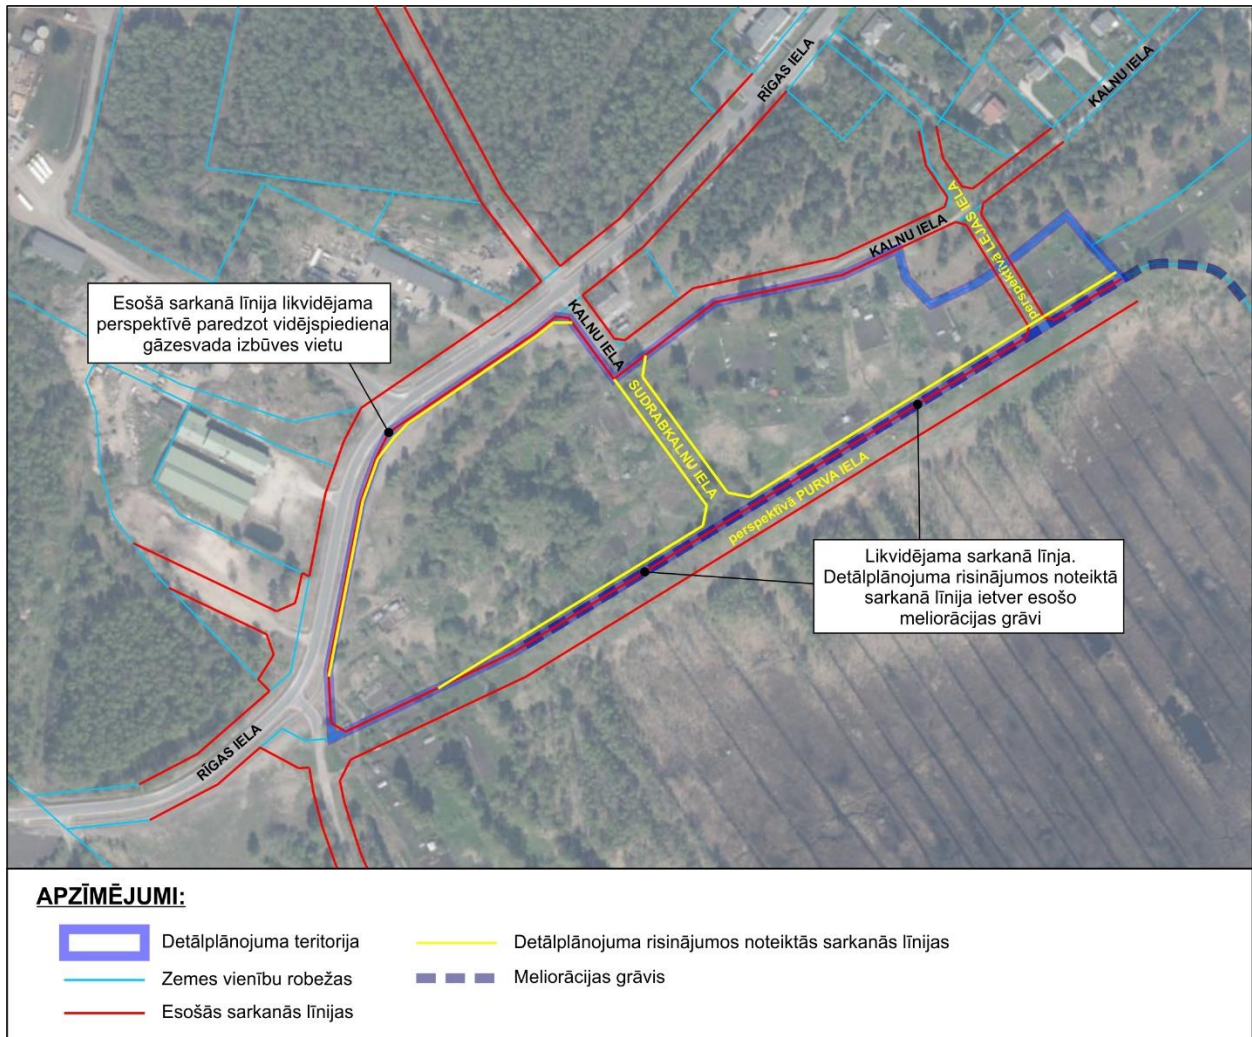 RĪGAS IELA
KALNU IELA
perspektīvā LEJAS IELA
KALNU IELA
Esošā sarkanā līnija likvidējama
perspektīvē paredzot vidējspiediena
gāzesvada izbūves vietu
KALNU IELA
SUDRABKALNU IELA
perspektīvā PURVA IELA
Likvidējama sarkanā līnja.
Detālplānojuma risinājumos noteiktā
sarkanā līnija ietver esošo
meliorācijas grāvi
RĪGAS IELA
APZĪMĒJUMI:
Detālplānojuma teritorija
Detālplānojuma risinājumos noteiktās sarkanās līnijas
Zemes vienību robežas
Meliorācijas grāvis
Esošās sarkanās līnijas